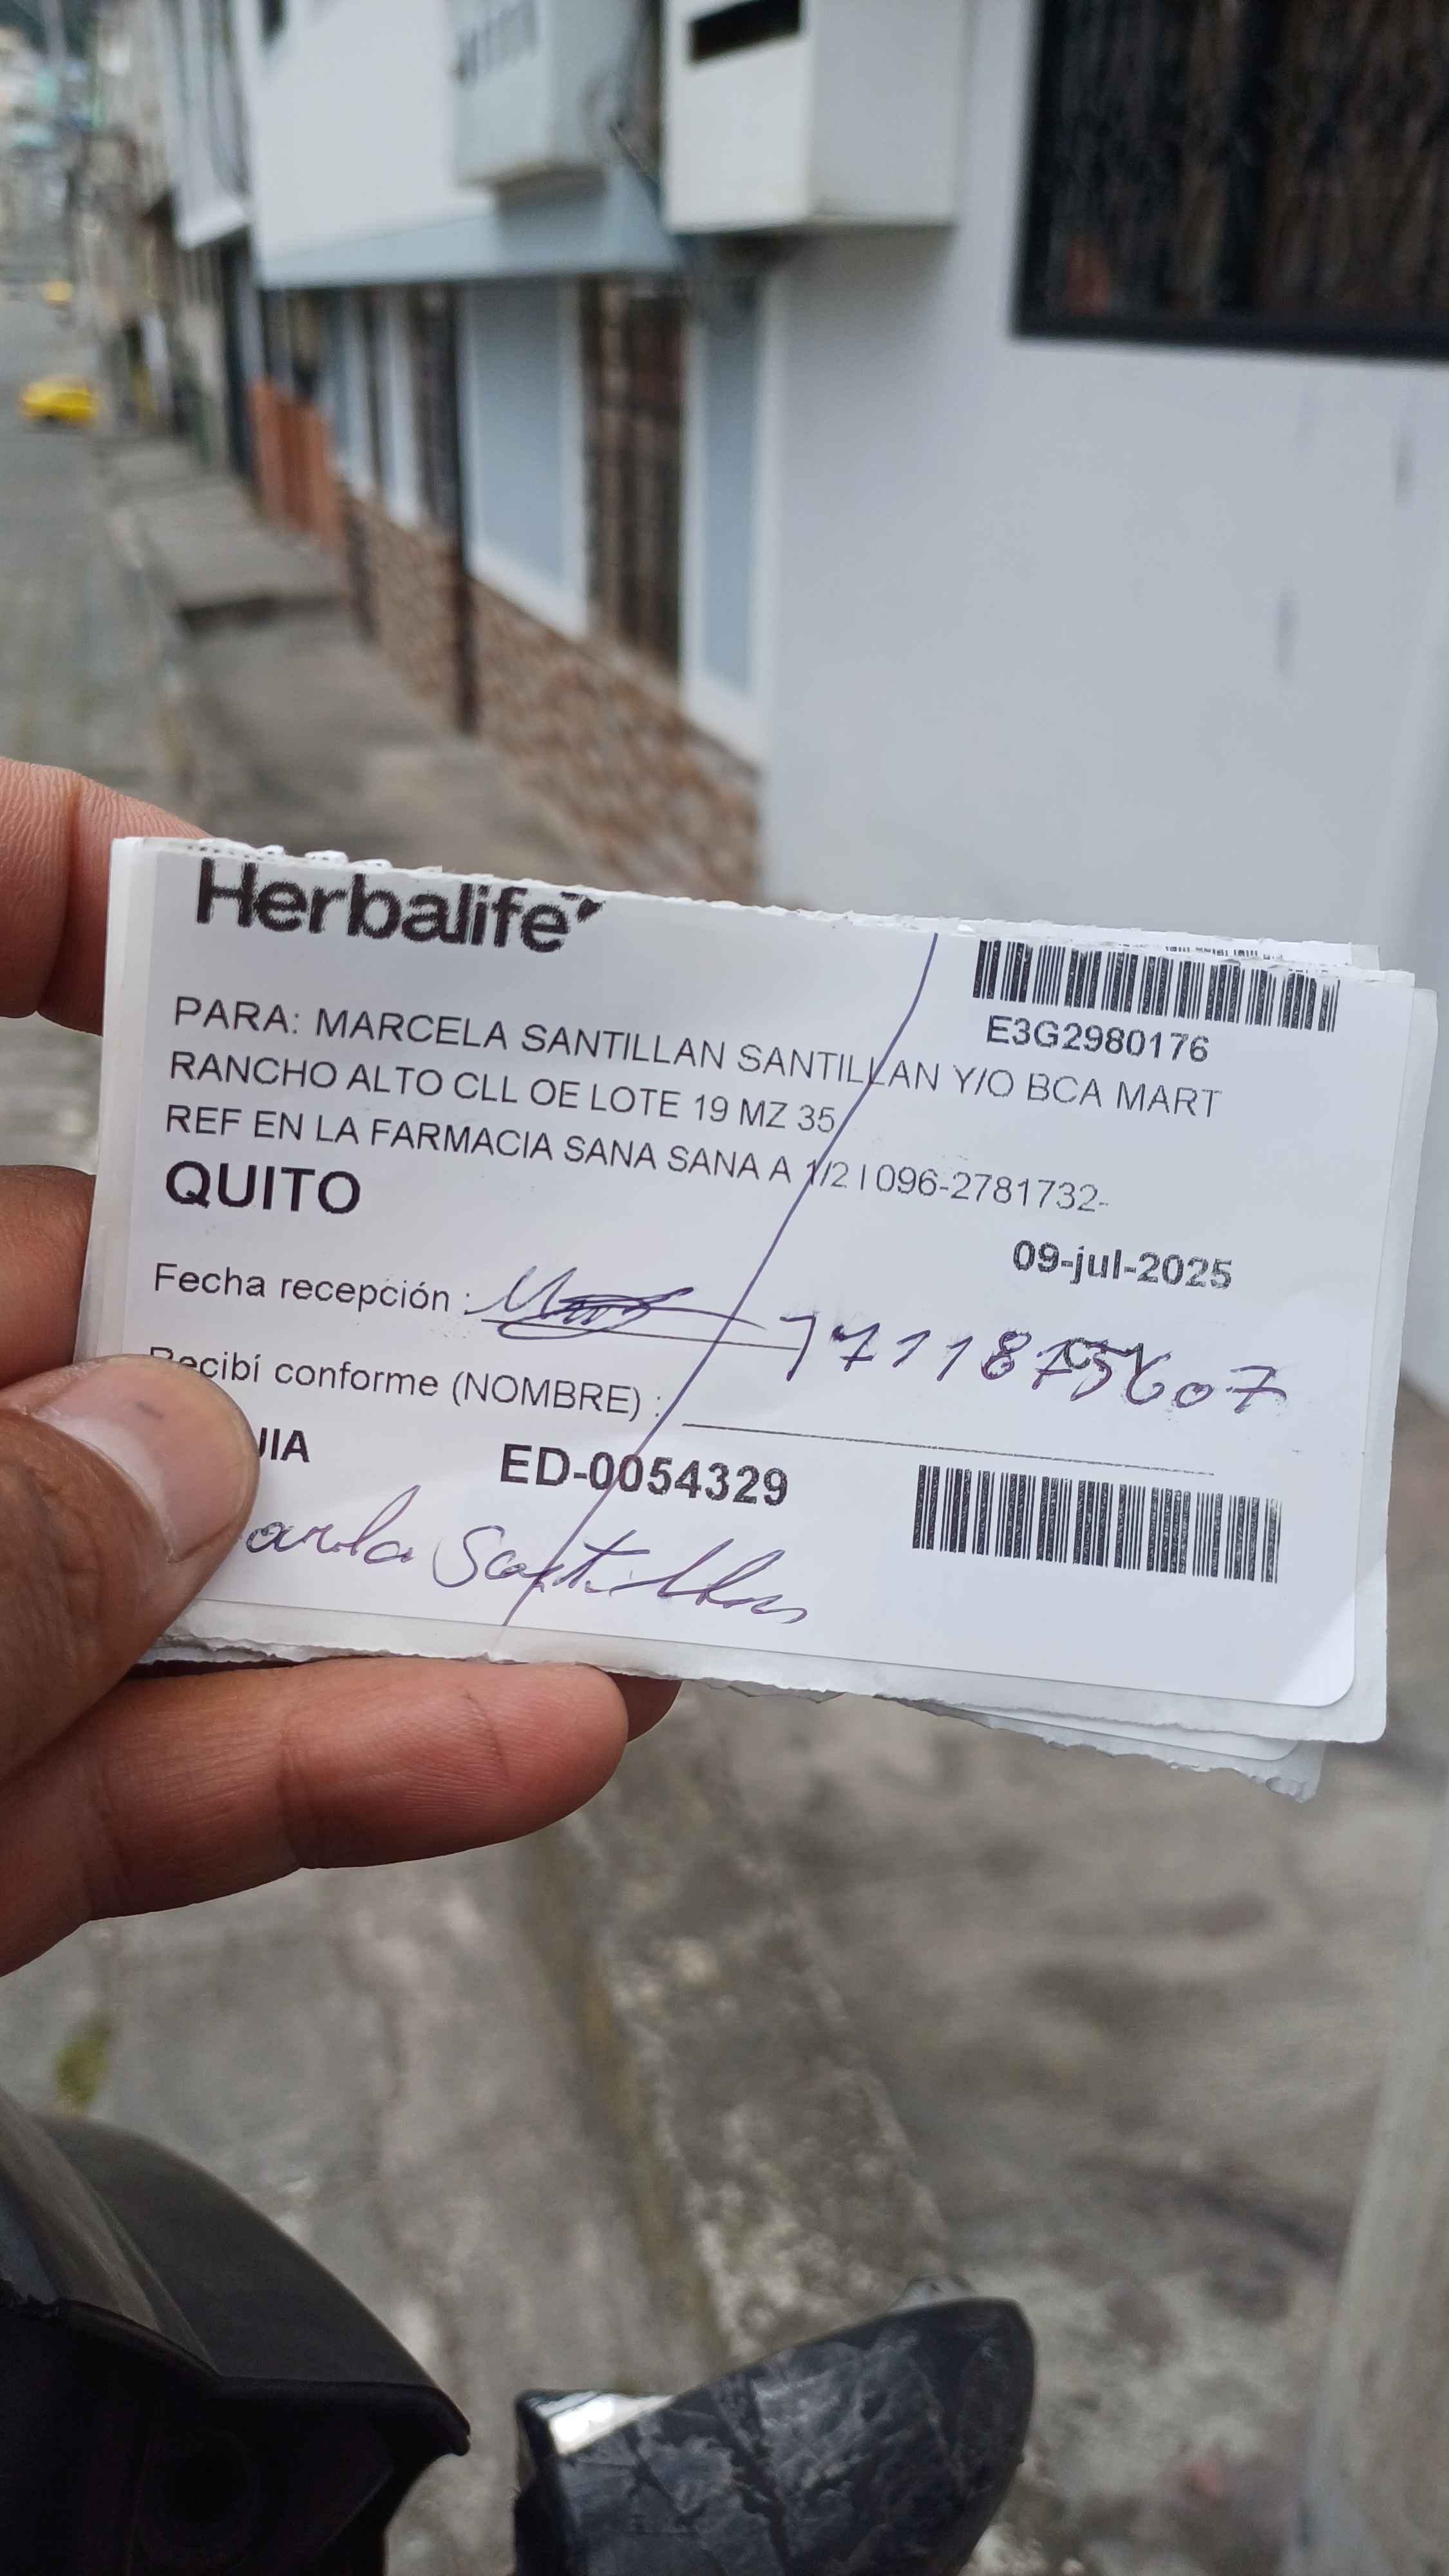 Herbalife
E3G2980176
PARA: MARCELA SANTILLAN SANTILLAN Y/O BCA MART
RANCHO ALTO CLL OE LOTE 19 MZ 35
REF EN LA FARMACIA SANA SANA A 1/2 I 096-2781732-
QUITO
09-jul-2025
Fecha recepción :
Recibí conforme (NOMBRE) :
ED-0054329
Santillan